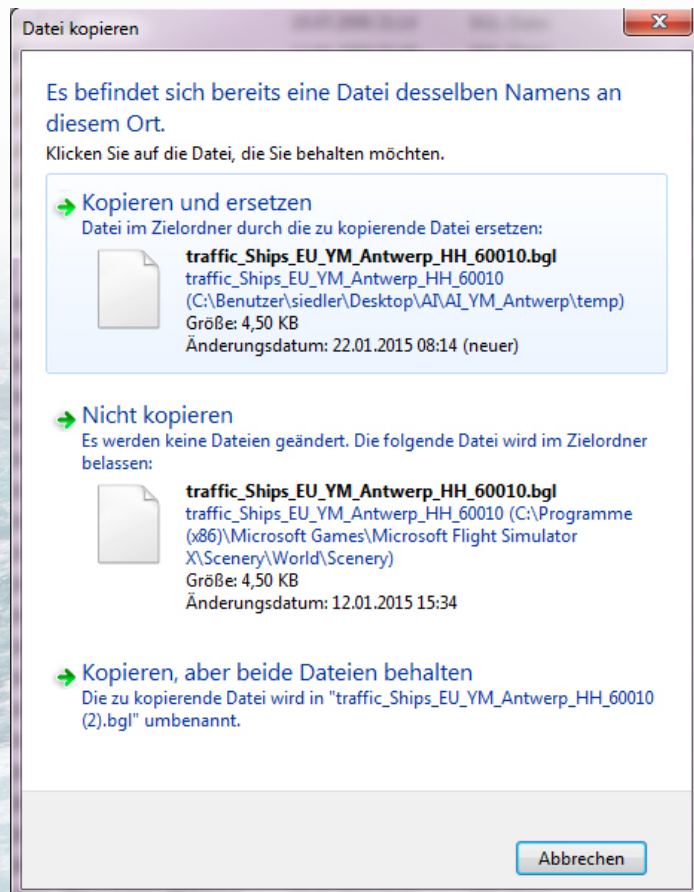 Datei kopieren
Es befindet sich bereits eine Datei desselben Namens an
diesem Ort.
Klicken Sie auf die Datei, die Sie behalten möchten.
Kopieren und ersetzen
Datei im Zielordner durch die zu kopierende Datei ersetzen:
traffic_Ships_EU_YM_Antwerp_HH_60010.bgl
traffic_Ships_EU_YM_Antwerp_HH_60010
(C:\Benutzer\siedler\Desktop\AI\AI_YM_Antwerp\temp)
Größe: 4,50 KB
Änderungsdatum: 22.01.2015 08:14 (neuer)
Nicht kopieren
Es werden keine Dateien geändert. Die folgende Datei wird im Zielordner
belassen:
traffic_Ships_EU_YM_Antwerp_HH_60010.bgl
traffic_Ships_EU_YM_Antwerp_HH_60010 (C:\Programme
(x86)\Microsoft Games\Microsoft Flight Simulator
X\Scenery\World\Scenery)
Größe: 4,50 KB
Änderungsdatum: 12.01.2015 15:34
Kopieren, aber beide Dateien behalten
Die zu kopierende Datei wird in "traffic_Ships_EU_YM_Antwerp_HH_60010
(2).bgl" umbenannt.
Abbrechen